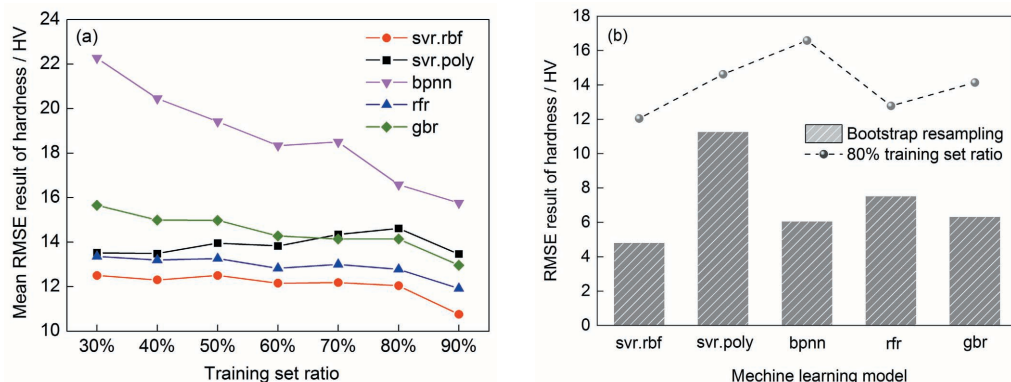 (a)
svr.rbf
svr.poly
bpnn
rfr
gbr
24
22
20
18
16
14
12
10
Mean RMSE result of hardness / HV
30% 40% 50% 60% 70% 80% 90%
Training set ratio
(b)
Bootstrap resampling
80% training set ratio
18
16
14
12
10
8
6
4
2
0
RMSE result of hardness / HV
svr.rbf svr.poly bpnn rfr gbr
Mechine learning model